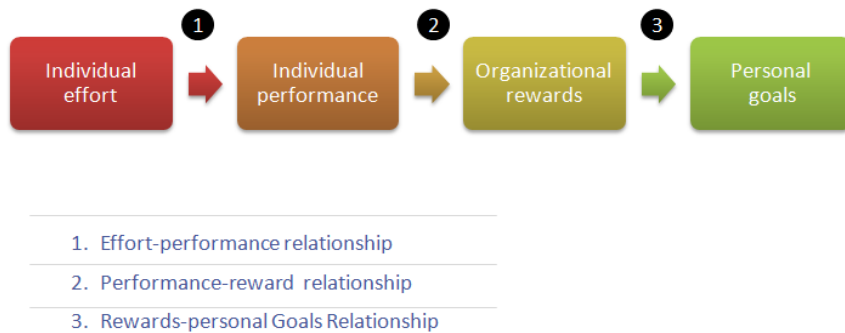 1
2
3
Individual
effort
Individual
performance
Organizational
rewards
Personal
goals
1. Effort-performance relationship
2. Performance-reward relationship
3. Rewards-personal Goals Relationship